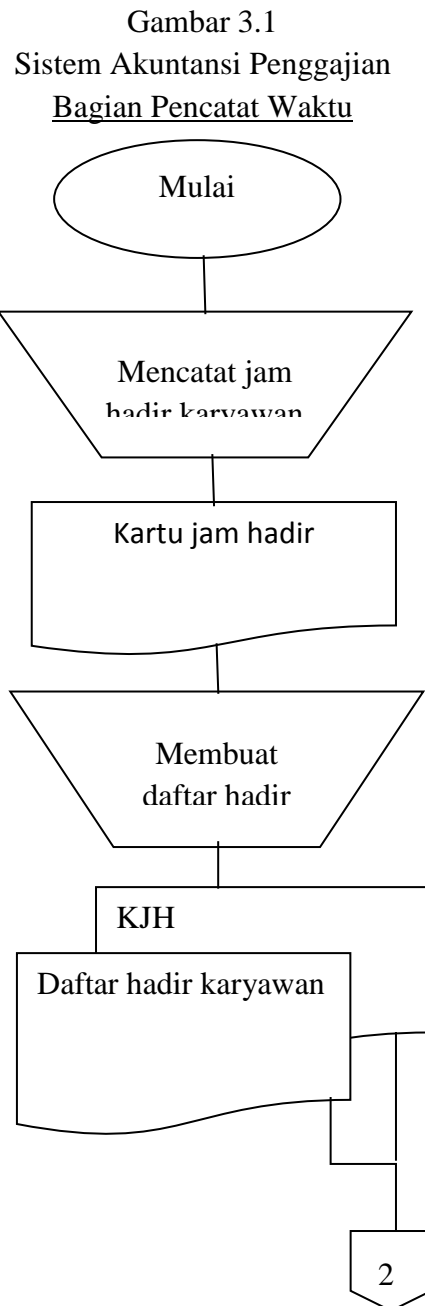 Gambar 3.1
Sistem Akuntansi Penggajian
Bagian Pencatat Waktu
Mulai
Mencatat jam
hadir karyawan
Kartu jam hadir
Membuat
daftar hadir
KJH
Daftar hadir karyawan
2